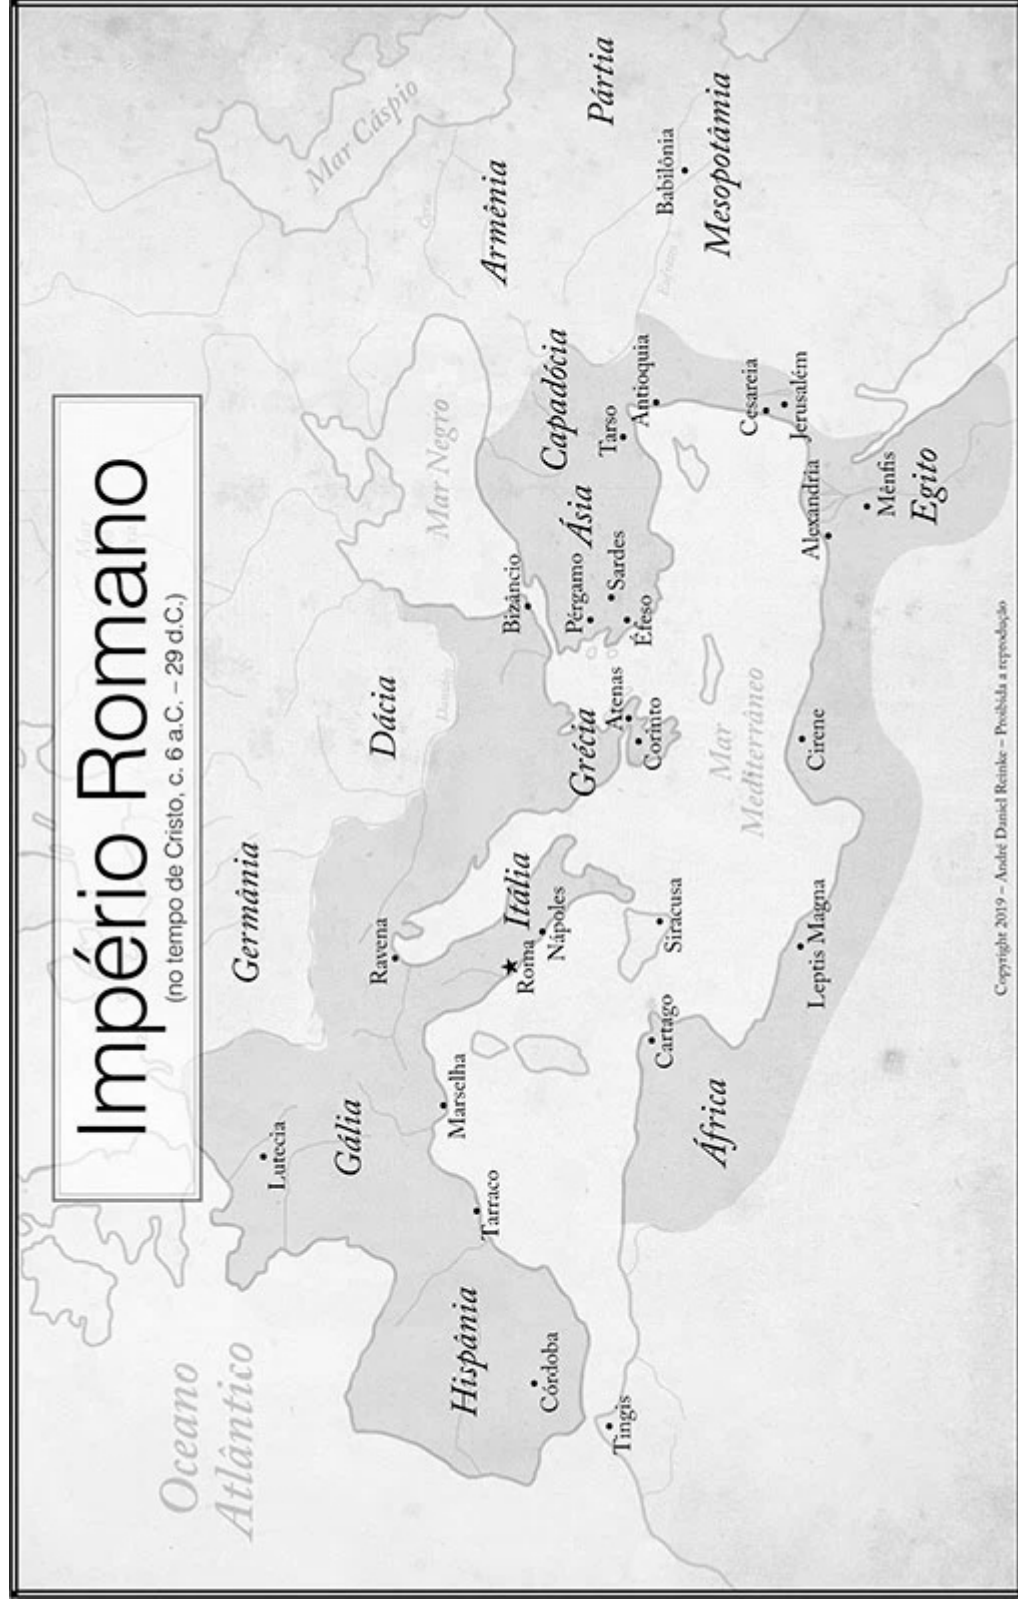 Império Romano
(no tempo de Cristo, c. 6 a.C. – 29 d.C.)
Oceano
Atlântico
Germânia
Lutecia
Gália
Dácia
Danúbio
Mar Cáspio
Mar Negro
Ravena
Marselha
Tarraco
Hispânia
Córdoba
Tingis
Roma
Itália
Nápoles
Siracusa
Cartago
África
Leptis Magna
Cirene
Mar
Mediterrâneo
Grécia
Atenas
Corinto
Bizâncio
Pérgamo
Ásia
Sardes
Éfeso
Capadócia
Tarso
Antioquia
Armênia
Pártia
Babilônia
Mesopotâmia
Eufrates
Cesareia
Jerusalém
Alexandria
Mênfis
Egito
Copyright 2019 – André Daniel Reinke – Proibida a reprodução